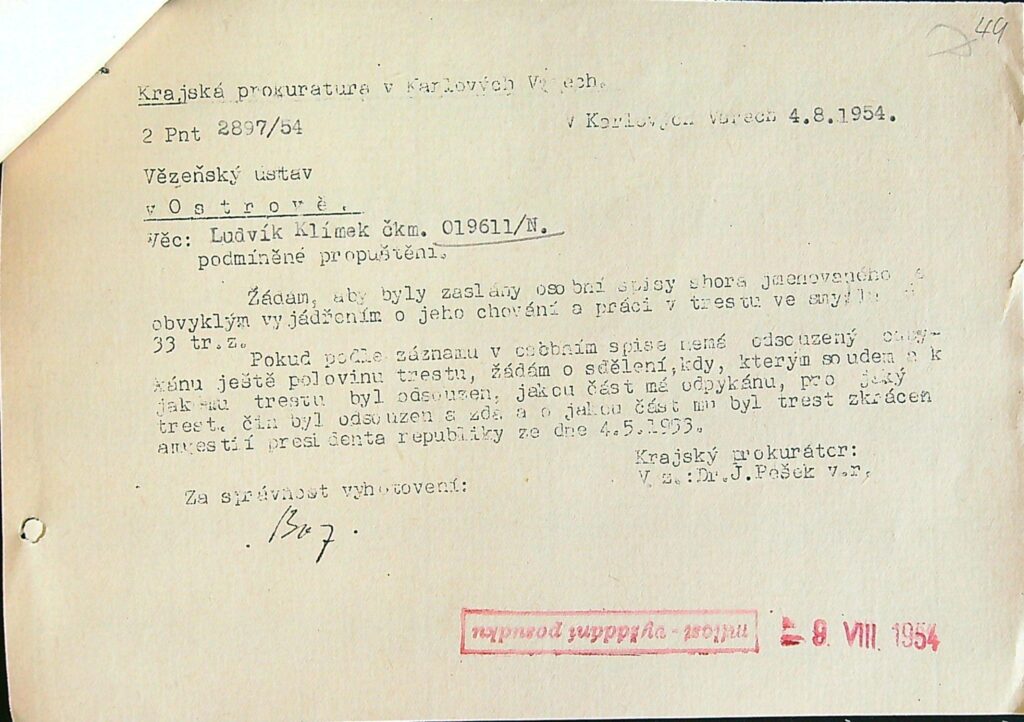 49
Krajská prokuratura v Karlových Varech.
2 Pnt 2897/54
v Karlových Varech 4.8.1954.
Vězeňský ústav
v Ostrově.
Věc: Ludvík Klímek čkm. 019611/N.
podmíněné propuštění.
Žádám, aby byly zaslány osobní spisy shora jmenovaného s
obvyklým vyjádřením o jeho chování a práci v trestu ve smyslu §
33 tr.z.
Pokud podle záznamu v osobním spise nemá odsouzený odpy-
kánu ještě polovinu trestu, žádám o sdělení,kdy, kterým soudem a k
jakému trestu byl odsouzen, jakou část má odpykánu, pro jaký
trest. čin byl odsouzen a zda a o jakou část mu byl trest zkrácen
amnestií presidenta republiky ze dne 4.5.1953.
Krajský prokurátor:
V z.:Dr.J.Pešek v.r.
Za správnost vyhotovení:
milost - vyžádání posudku
9. VIII. 1954